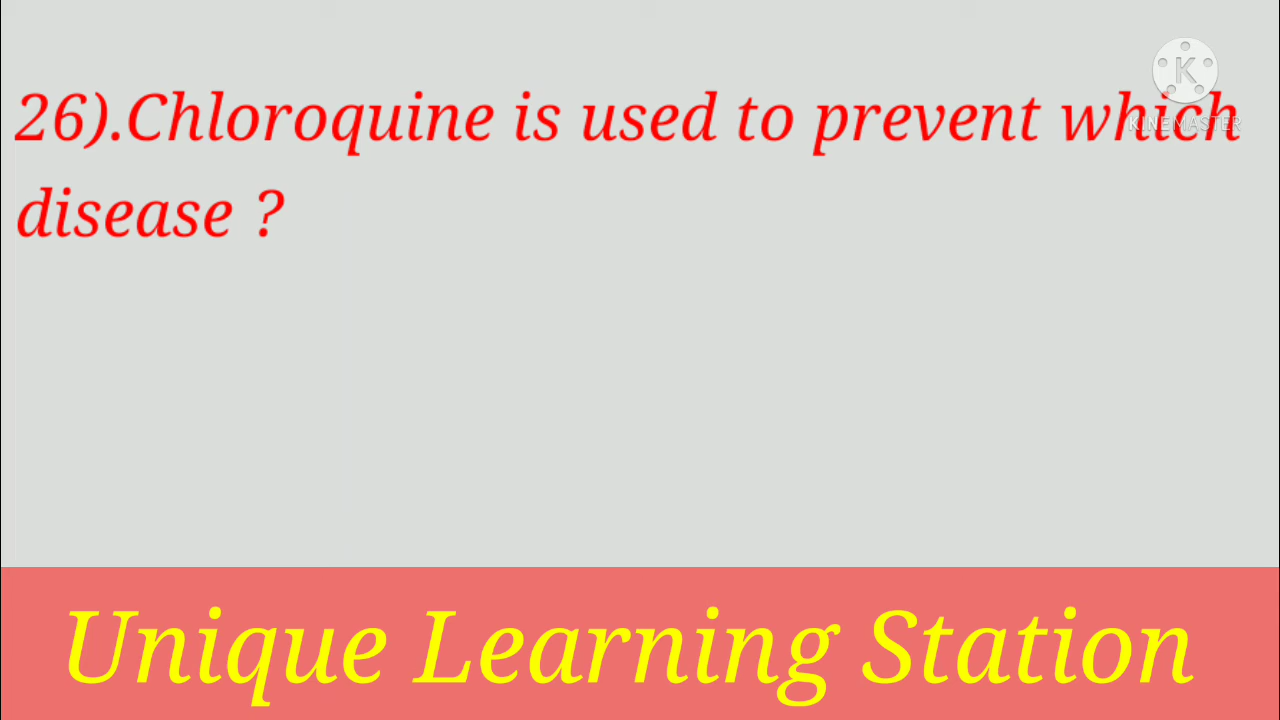 26).Chloroquine is used to prevent which
disease ?
K
KINEMASTER
Unique Learning Station